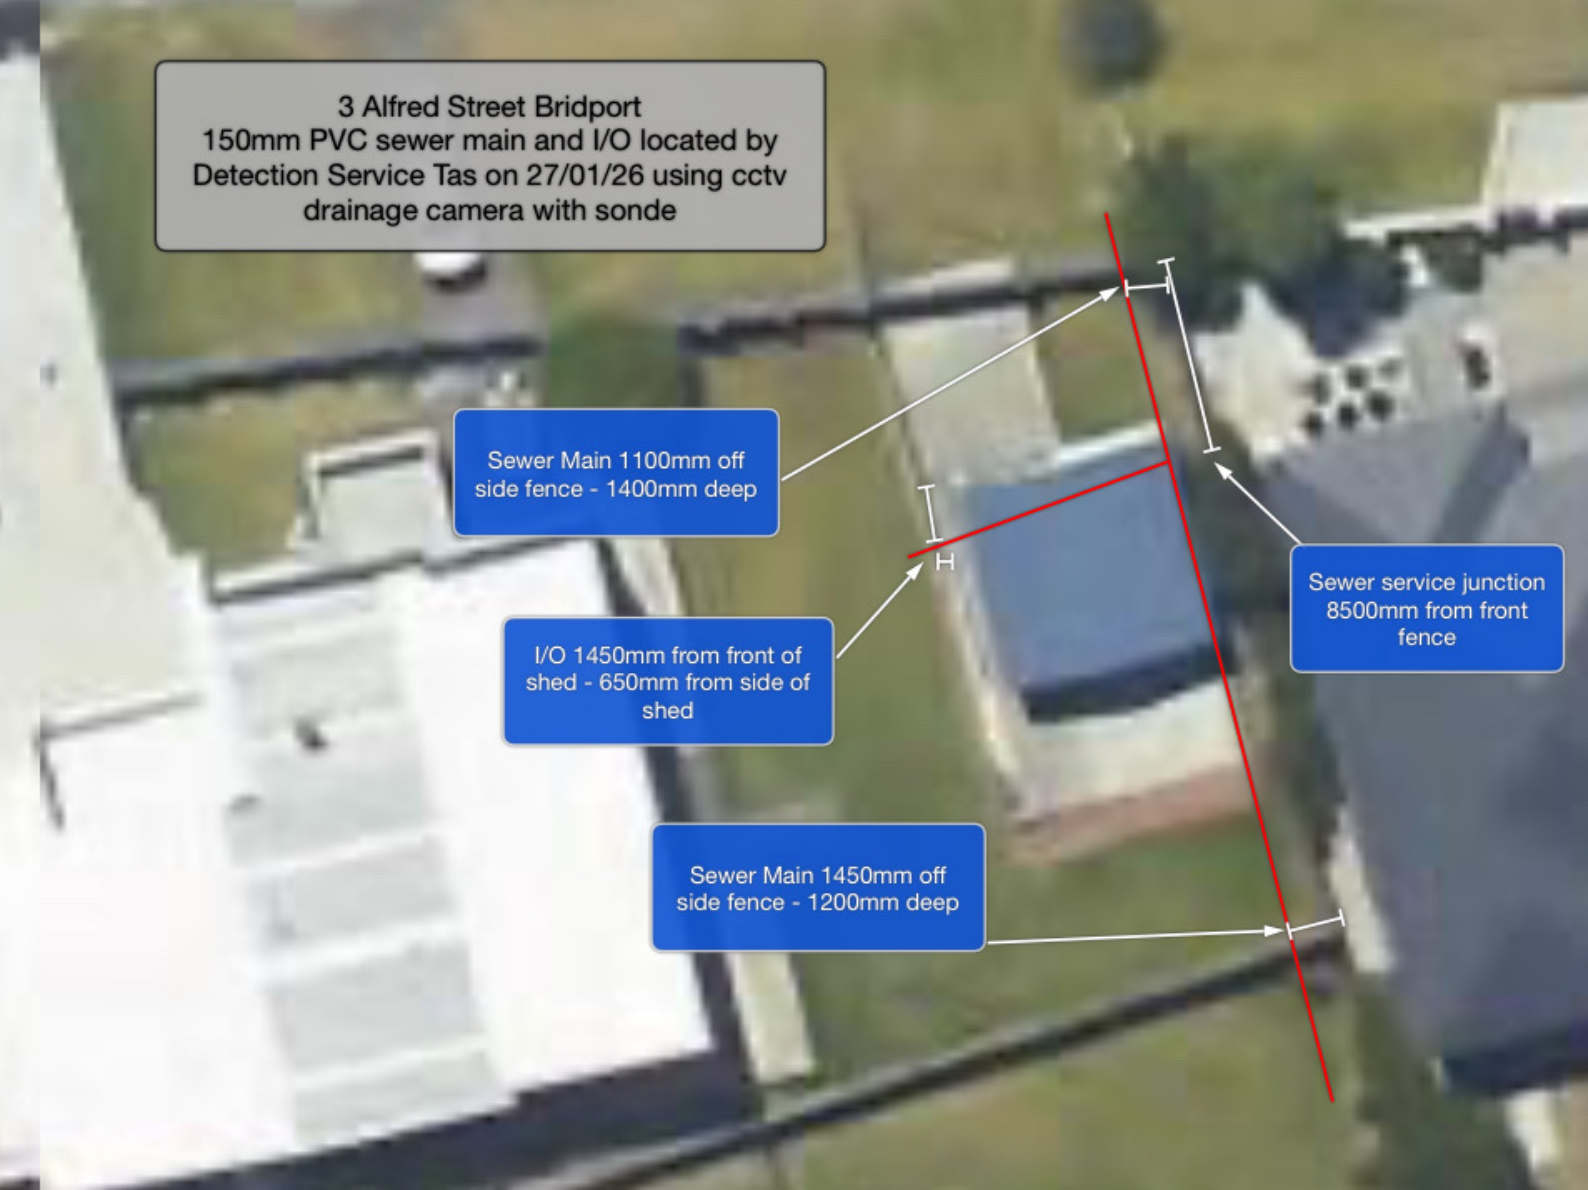 3 Alfred Street Bridport
150mm PVC sewer main and I/O located by
Detection Service Tas on 27/01/26 using cctv
drainage camera with sonde
Sewer Main 1100mm off
side fence - 1400mm deep
Sewer service junction
8500mm from front
fence
I/O 1450mm from front of
shed - 650mm from side of
shed
Sewer Main 1450mm off
side fence - 1200mm deep